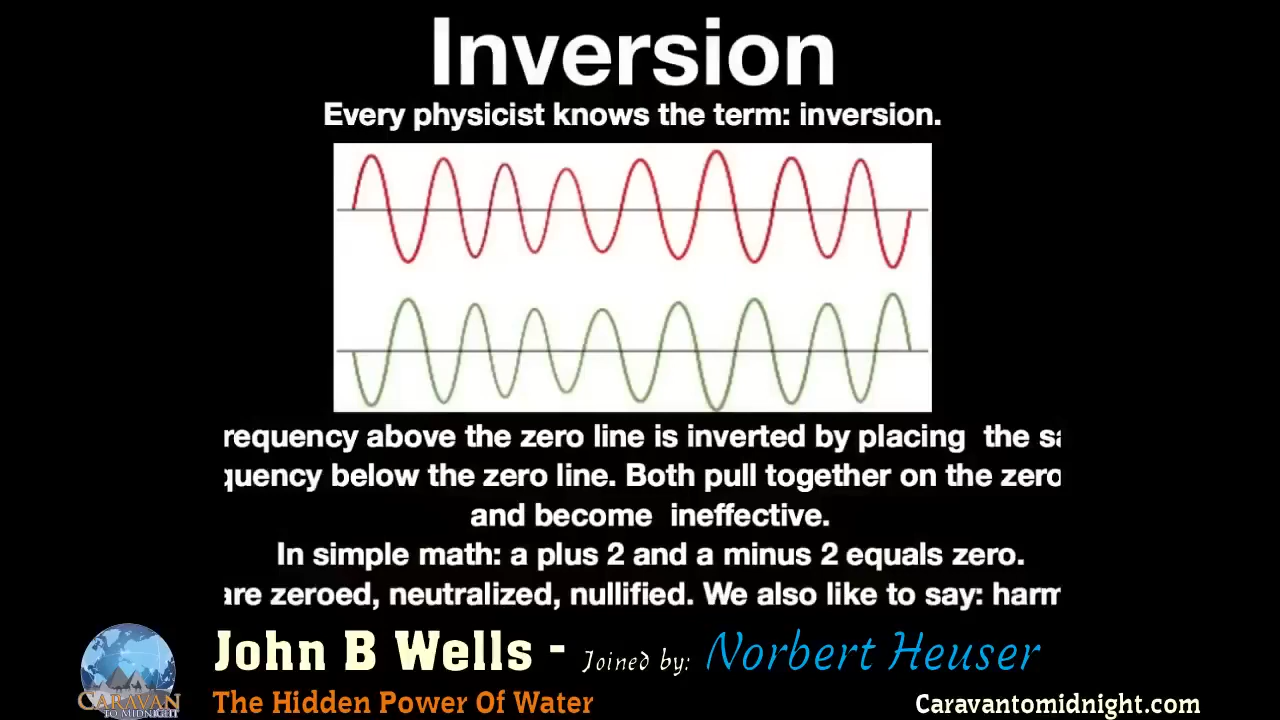 Inversion
Every physicist knows the term: inversion.
requency above the zero line is inverted by placing the sa
quency below the zero line. Both pull together on the zero
and become ineffective.
In simple math: a plus 2 and a minus 2 equals zero.
are zeroed, neutralized, nullified. We also like to say: harm
John B Wells - Joined by: Norbert Heuser
CARAVAN
TO MIDNIGHT
The Hidden Power Of Water
Caravantomidnight.com